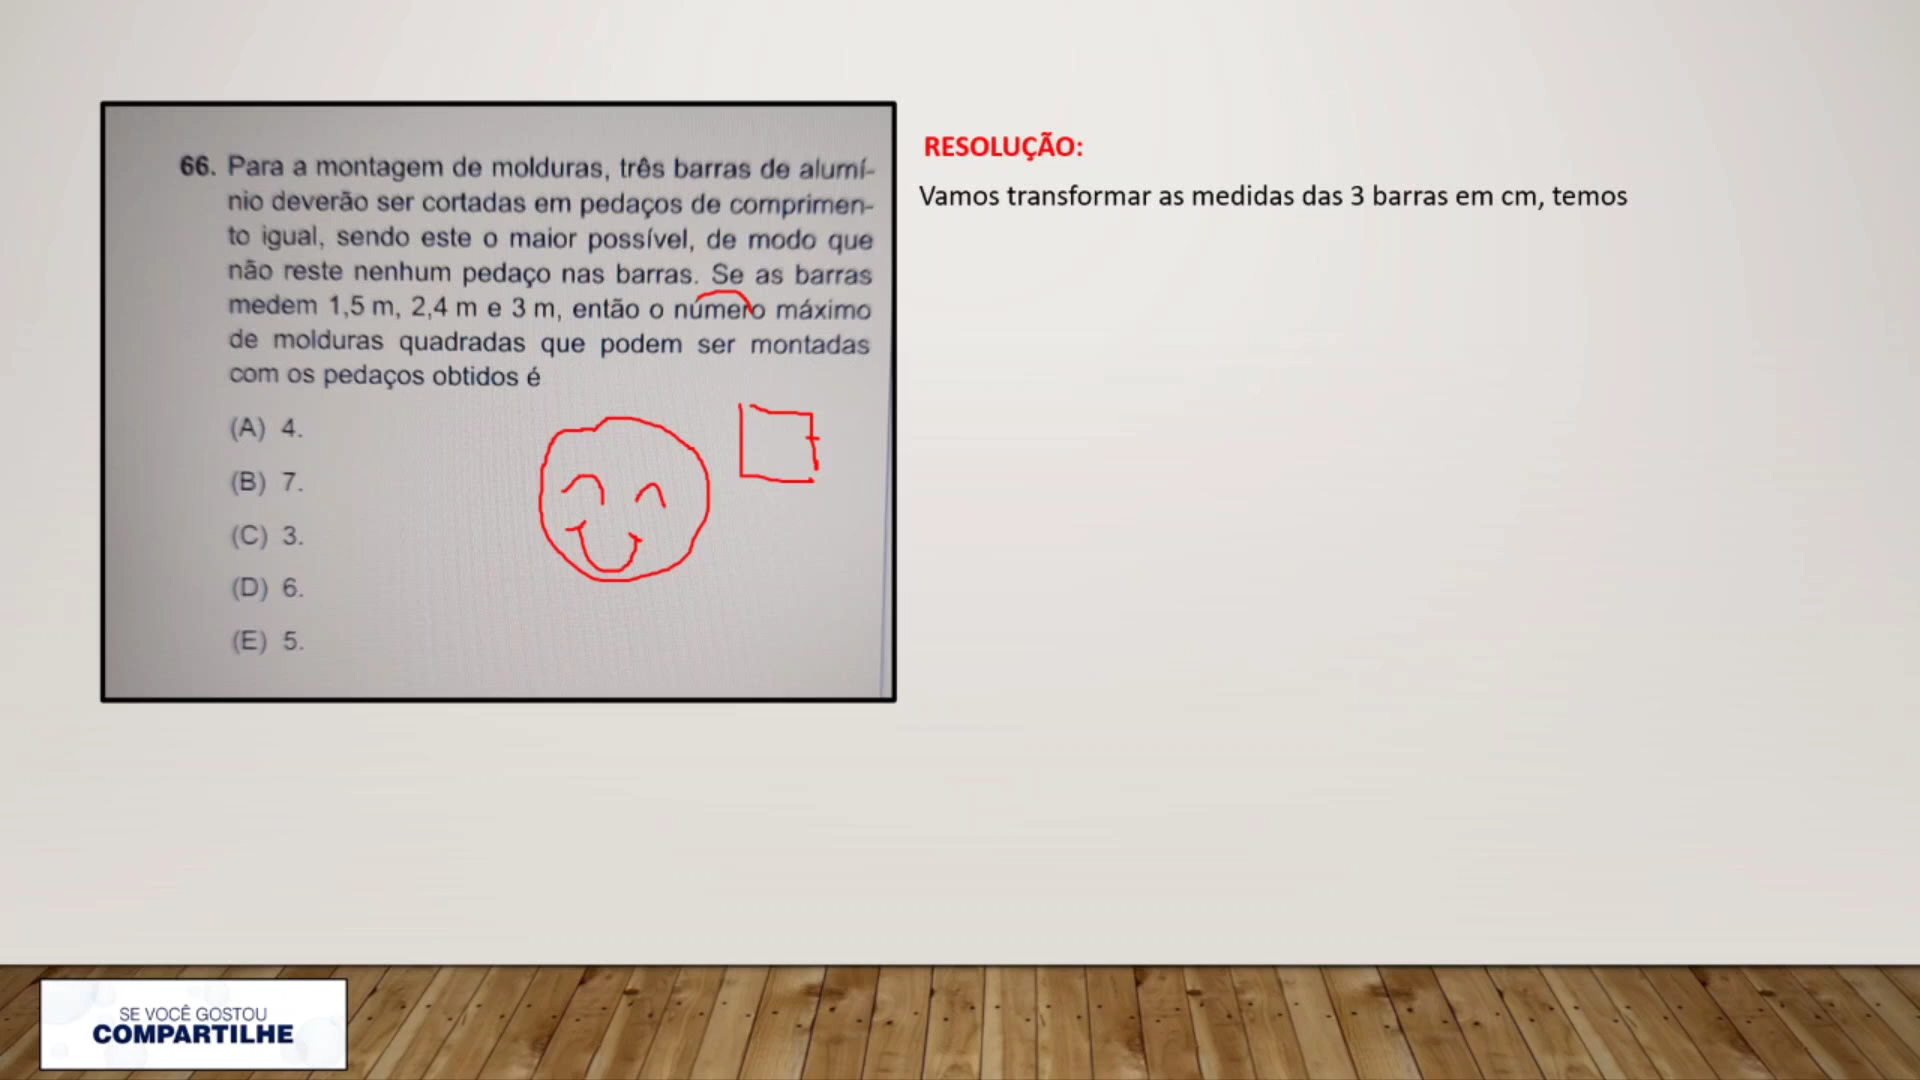 66. Para a montagem de molduras, três barras de alumí-
nio deverão ser cortadas em pedaços de comprimen-
to igual, sendo este o maior possível, de modo que
não reste nenhum pedaço nas barras. Se as barras
medem 1,5 m, 2,4 m e 3 m, então o número máximo
de molduras quadradas que podem ser montadas
com os pedaços obtidos é
(A) 4.
(B) 7.
(C) 3.
(D) 6.
(E) 5.
RESOLUÇÃO:
Vamos transformar as medidas das 3 barras em cm, temos
SE VOCÊ GOSTOU
COMPARTILHE